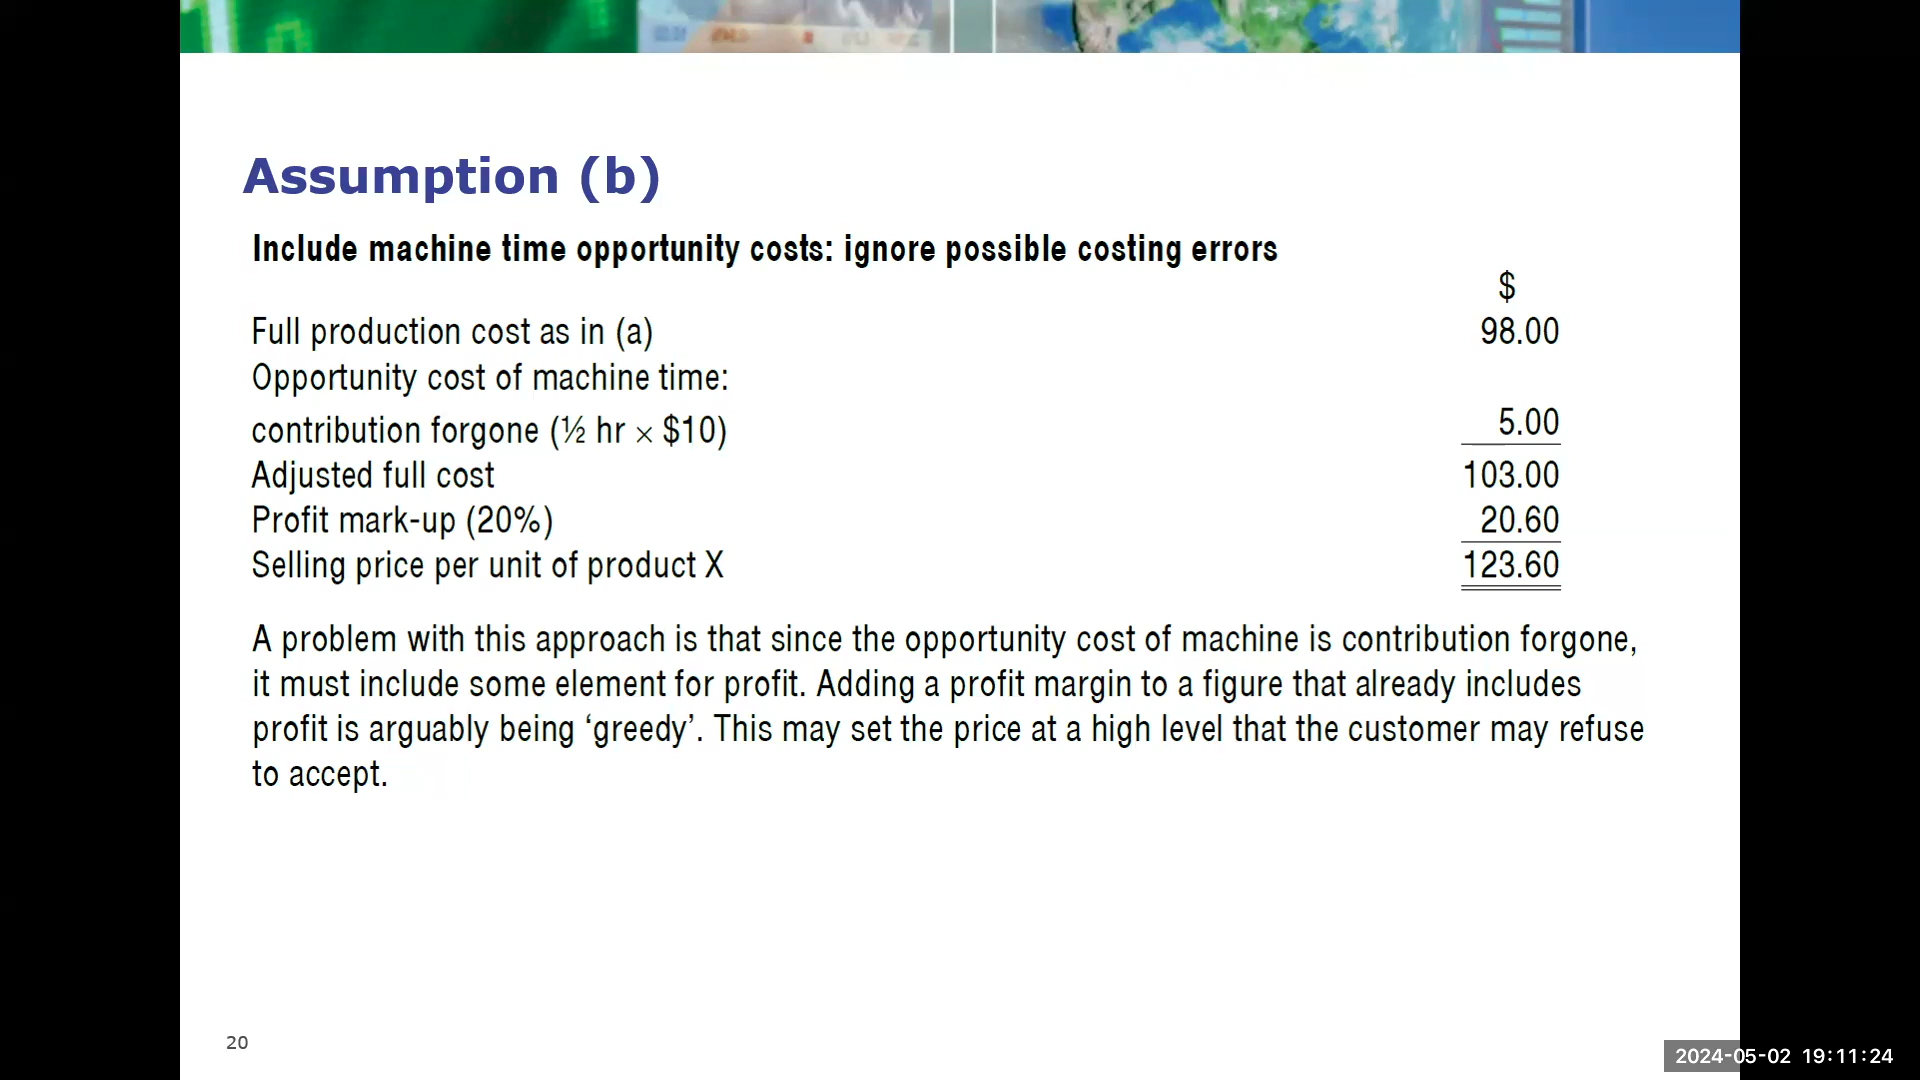 Assumption (b)
Include machine time opportunity costs: ignore possible costing errors
$
Full production cost as in (a) 98.00
Opportunity cost of machine time:
contribution forgone (½ hr × $10) 5.00
Adjusted full cost 103.00
Profit mark-up (20%) 20.60
Selling price per unit of product X 123.60
A problem with this approach is that since the opportunity cost of machine is contribution forgone,
it must include some element for profit. Adding a profit margin to a figure that already includes
profit is arguably being ‘greedy’. This may set the price at a high level that the customer may refuse
to accept.
20
2024-05-02 19:11:24